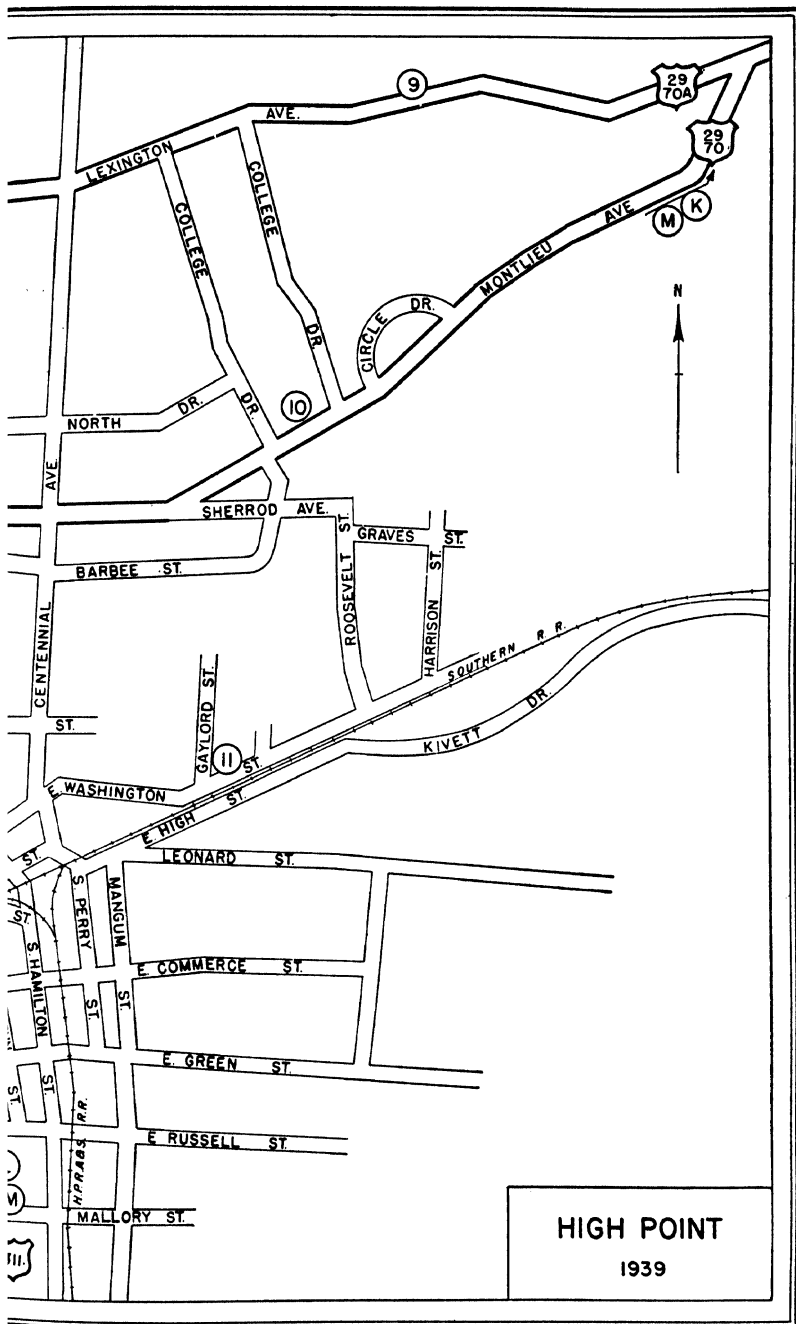 9
29
70A
LEXINGTON AVE.
29
70
COLLEGE DR.
COLLEGE DR.
M K
MONTLIEU AVE
CIRCLE DR.
N
10
NORTH DR.
CENTENNIAL AVE.
SHERROD AVE.
GRAVES ST.
BARBEE ST.
ROOSEVELT ST.
HARRISON ST.
SOUTHERN R.R.
KIVETT DR.
ST.
GAYLORD ST.
11
E. WASHINGTON ST.
E. HIGH ST.
ST.
LEONARD ST.
ST.
S. PERRY ST.
MANGUM ST.
S. HAMILTON ST.
E. COMMERCE ST.
E. GREEN ST.
ST.
H.P.R.A.B.S. R.R.
E RUSSELL ST.
M
MALLORY ST.
311.
HIGH POINT
1939